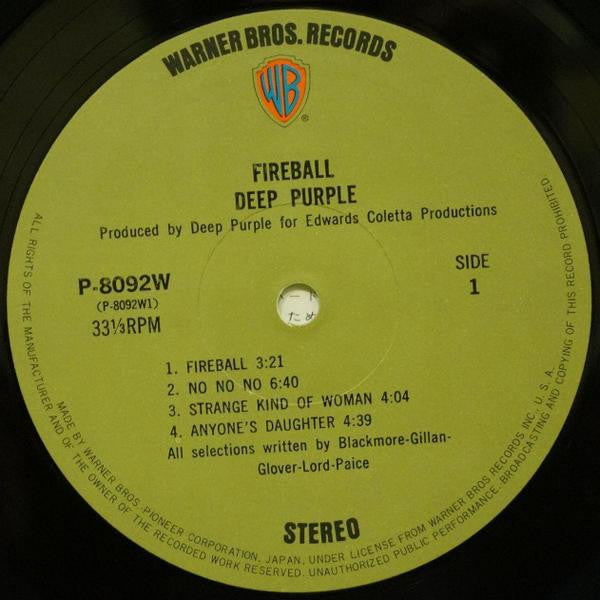 WARNER BROS. RECORDS
WB
®
FIREBALL
DEEP PURPLE
Produced by Deep Purple for Edwards Coletta Productions
P-8092W
(P-8092W1)
33⅓RPM
SIDE
1
ため
1. FIREBALL 3:21
2. NO NO NO 6:40
3. STRANGE KIND OF WOMAN 4:04
4. ANYONE'S DAUGHTER 4:39
All selections written by Blackmore-Gillan-
Glover-Lord-Paice
STEREO
MADE BY WARNER BROS. PIONEER CORPORATION, JAPAN, UNDER LICENSE FROM WARNER BROS RECORDS INC., U. S. A.
ALL RIGHTS OF THE MANUFACTURER AND OF THE OWNER OF THE RECORDED WORK RESERVED. UNAUTHORIZED PUBLIC PERFORMANCE, BROADCASTING AND COPYING OF THIS RECORD PROHIBITED